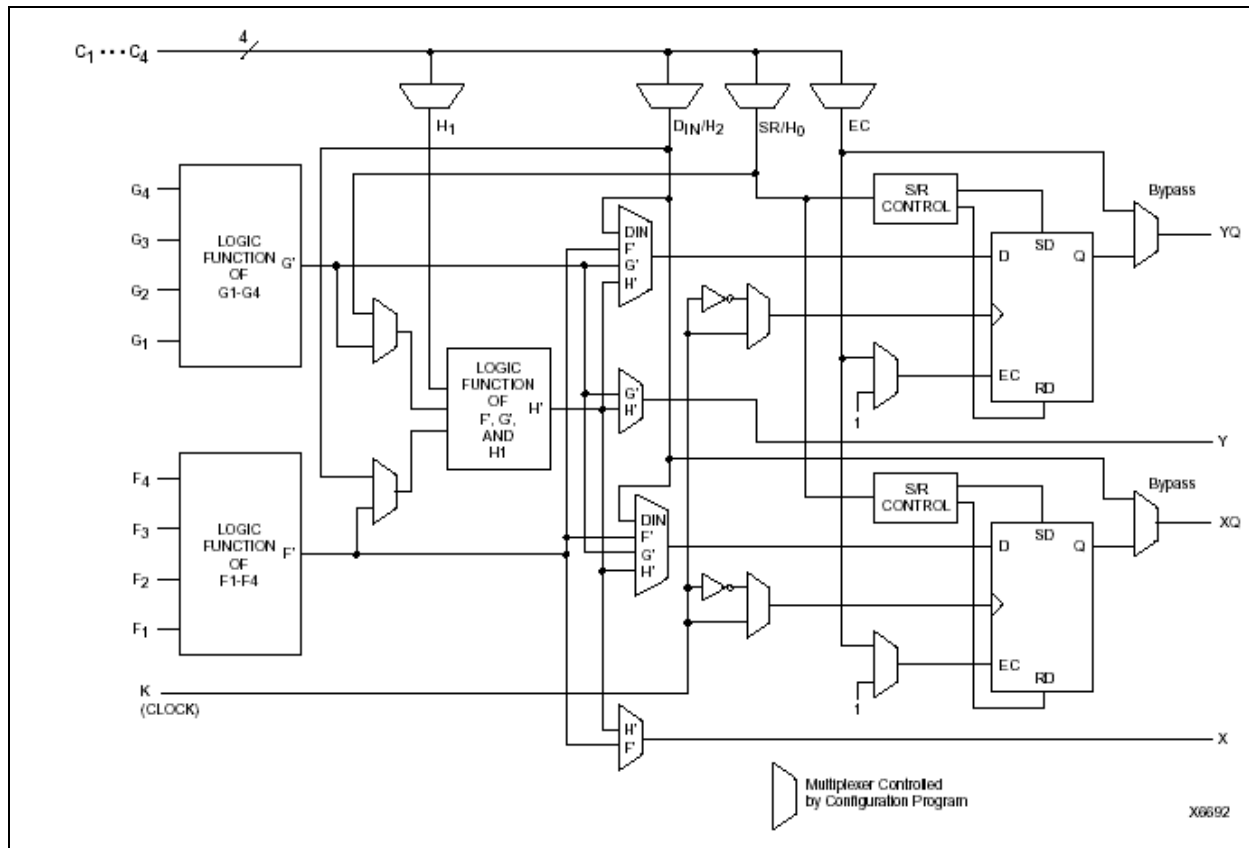 4
C1 ••• C4
H1
DIN/H2
SR/H0
EC
G4
G3
G2
G1
LOGIC
FUNCTION
OF
G1-G4
G'
S/R
CONTROL
Bypass
DIN
F'
G'
H'
D
SD
Q
YQ
EC
RD
1
LOGIC
FUNCTION
OF
F', G',
AND
H1
H'
G'
H'
Y
F4
F3
F2
F1
LOGIC
FUNCTION
OF
F1-F4
F'
S/R
CONTROL
Bypass
DIN
F'
G'
H'
D
SD
Q
XQ
EC
RD
1
K
(CLOCK)
H'
F'
X
Multiplexer Controlled
by Configuration Program
X6692